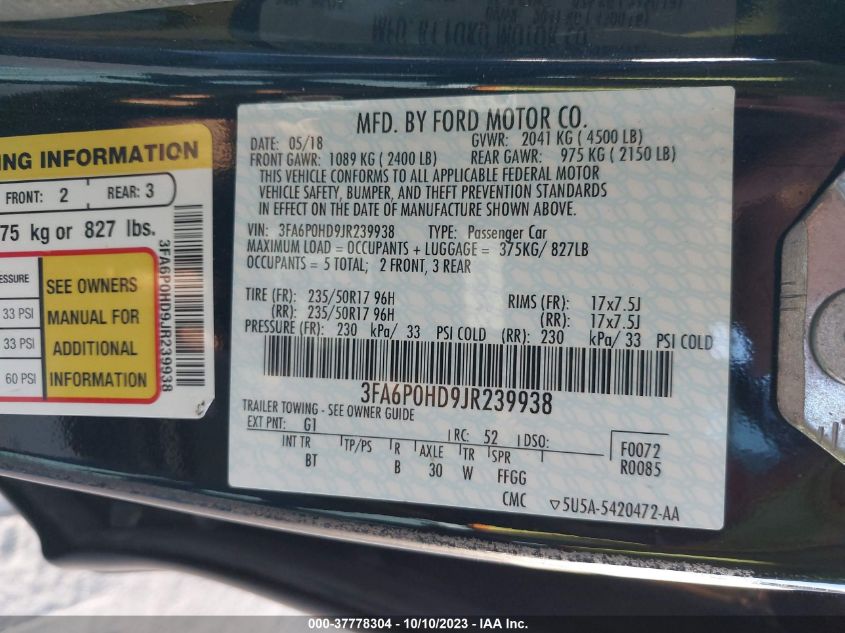 MFD. BY FORD MOTOR CO.
DATE: 05/18 GVWR: 2041 KG ( 4500 LB)
FRONT GAWR: 1089 KG ( 2400 LB) REAR GAWR: 975 KG ( 2150 LB)
THIS VEHICLE CONFORMS TO ALL APPLICABLE FEDERAL MOTOR
VEHICLE SAFETY, BUMPER, AND THEFT PREVENTION STANDARDS
IN EFFECT ON THE DATE OF MANUFACTURE SHOWN ABOVE.
VIN: 3FA6P0HD9JR239938 TYPE: Passenger Car
MAXIMUM LOAD = OCCUPANTS + LUGGAGE = 375KG/ 827LB
OCCUPANTS = 5 TOTAL; 2 FRONT, 3 REAR
TIRE (FR): 235/50R17 96H RIMS (FR): 17x7.5J
(RR): 235/50R17 96H (RR): 17x7.5J
PRESSURE (FR): 230 kPa/ 33 PSI COLD (RR): 230 kPa/ 33 PSI COLD
3FA6P0HD9JR239938
TRAILER TOWING - SEE OWNER GUIDE
EXT PNT: G1 RC: 52 DSO: F0072
INT TR TP/PS R AXLE TR SPR R0085
BT B 30 W FFGG
CMC 5U5A-5420472-AA
NG INFORMATION
FRONT: 2 REAR: 3
75 kg or 827 lbs.
ESSURE
33 PSI
33 PSI
60 PSI
SEE OWNERS
MANUAL FOR
ADDITIONAL
INFORMATION
3FA6P0HD9JR239938
000-37778304 - 10/10/2023 - IAA Inc.